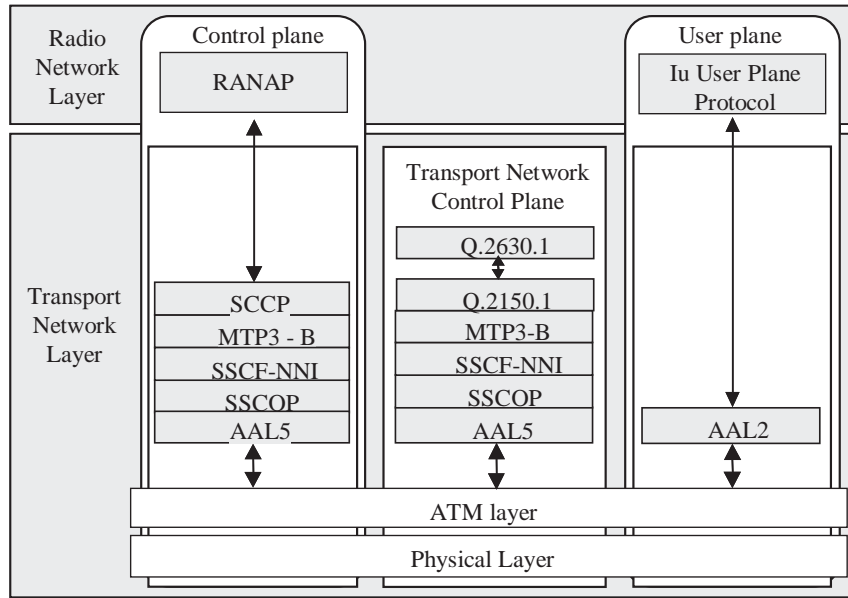 Radio
Network
Layer
Control plane
RANAP
User plane
Iu User Plane
Protocol
Transport
Network
Layer
SCCP
MTP3 - B
SSCF-NNI
SSCOP
AAL5
Transport Network
Control Plane
Q.2630.1
Q.2150.1
MTP3-B
SSCF-NNI
SSCOP
AAL5
AAL2
ATM layer
Physical Layer